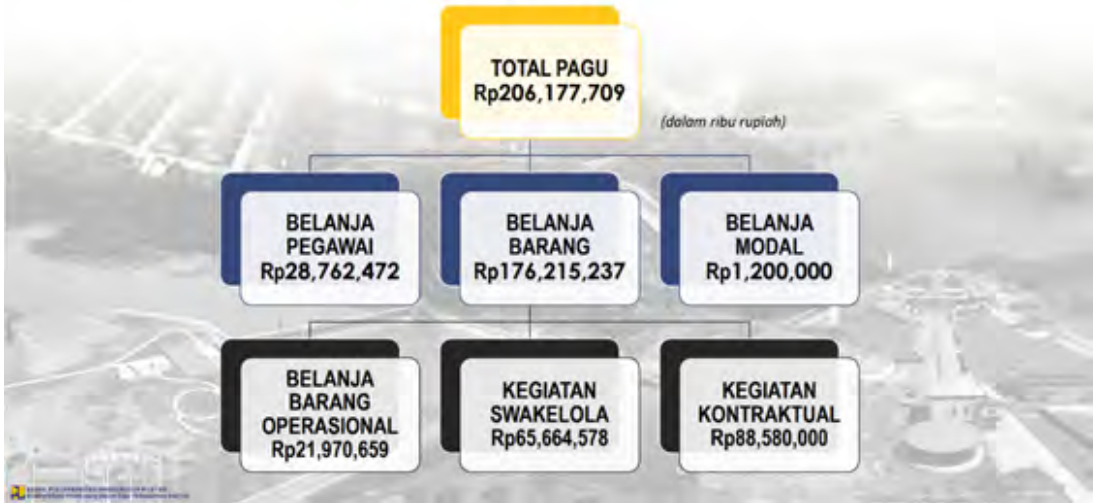 TOTAL PAGU
Rp206,177,709
(dalam ribu rupiah)
BELANJA
PEGAWAI
Rp28,762,472
BELANJA
BARANG
Rp176,215,237
BELANJA
MODAL
Rp1,200,000
BELANJA
BARANG
OPERASIONAL
Rp21,970,659
KEGIATAN
SWAKELOLA
Rp65,664,578
KEGIATAN
KONTRAKTUAL
Rp88,580,000